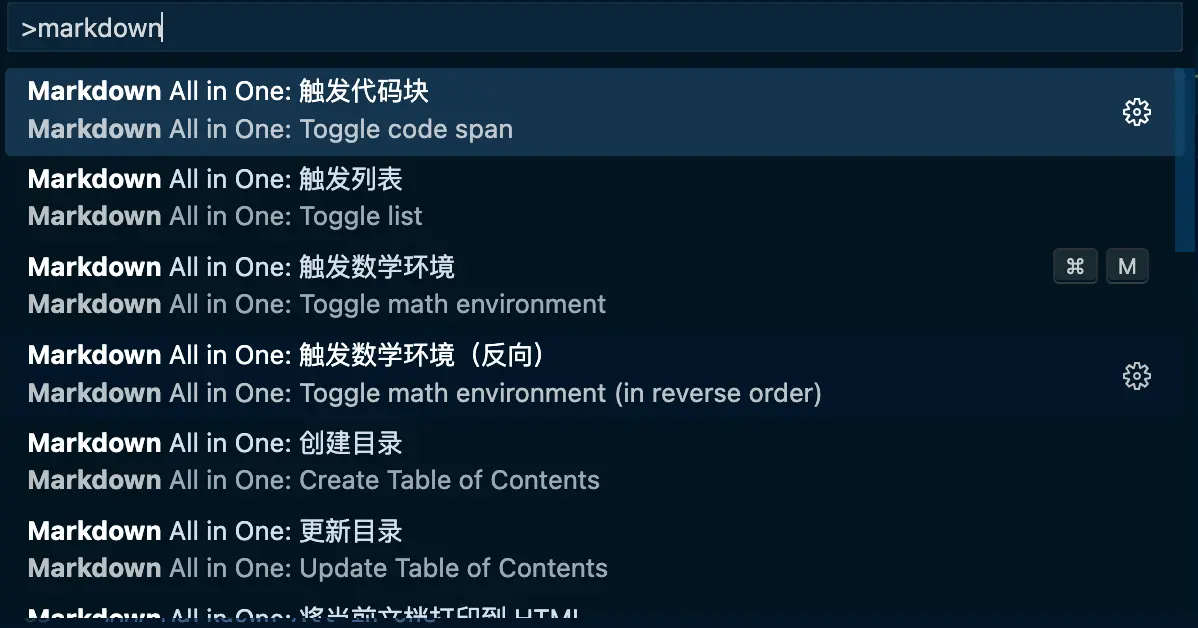 >markdown
Markdown All in One: 触发代码块
Markdown All in One: Toggle code span
Markdown All in One: 触发列表
Markdown All in One: Toggle list
Markdown All in One: 触发数学环境
⌘ M
Markdown All in One: Toggle math environment
Markdown All in One: 触发数学环境（反向）
Markdown All in One: Toggle math environment (in reverse order)
Markdown All in One: 创建目录
Markdown All in One: Create Table of Contents
Markdown All in One: 更新目录
Markdown All in One: Update Table of Contents
Markdown All in One: 将当前文档打印到 HTML